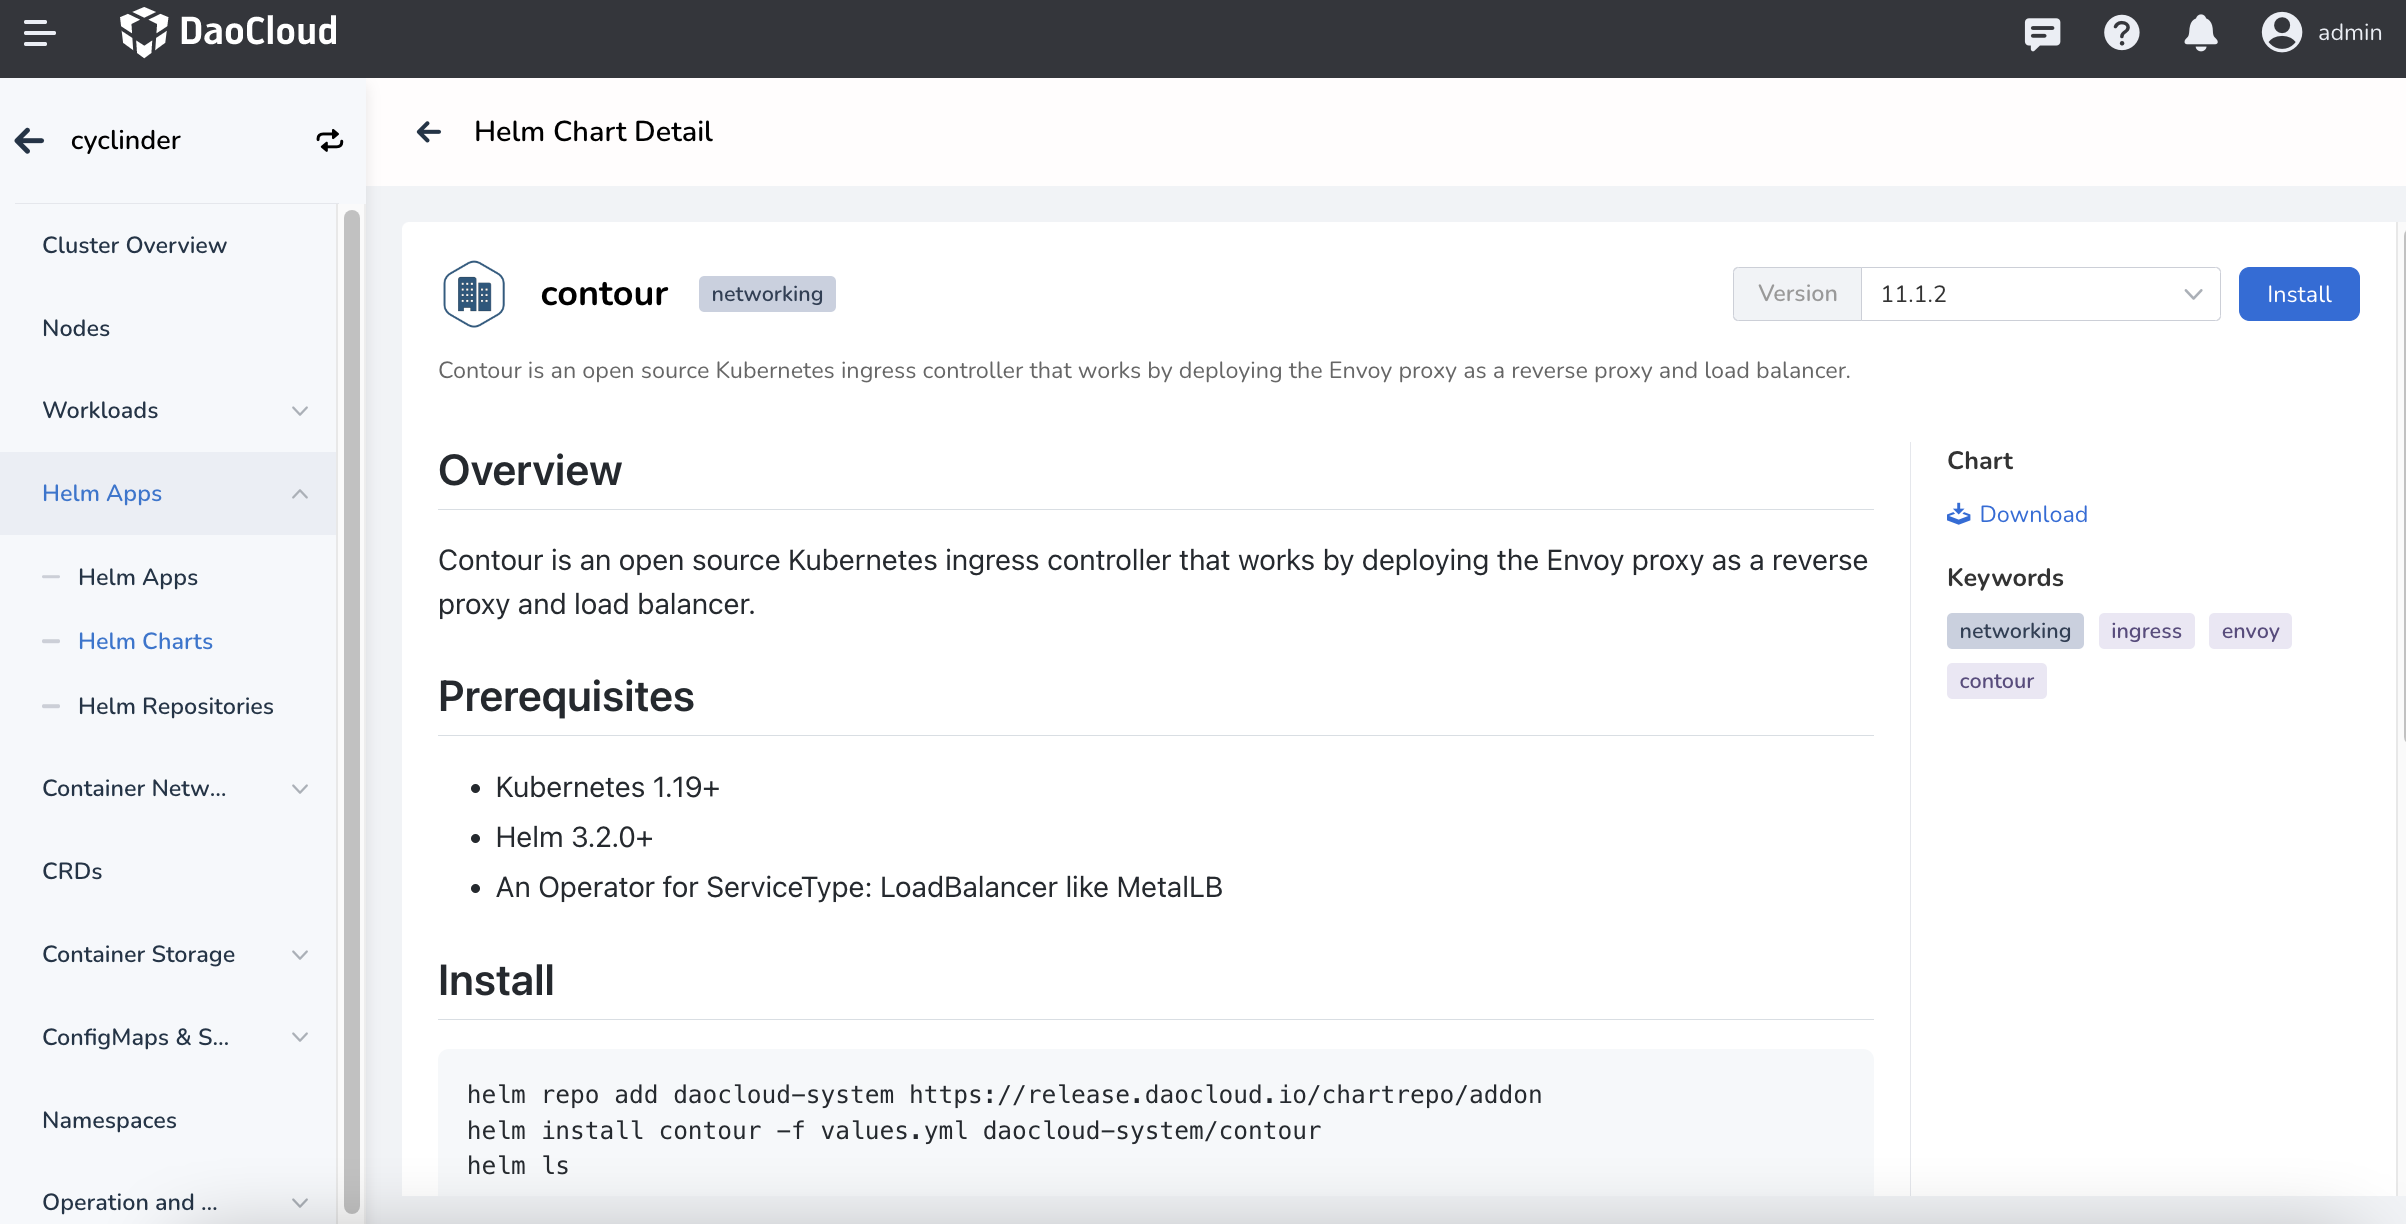 DaoCloud
admin
cyclinder
Cluster Overview
Nodes
Workloads
Helm Apps
Helm Apps
Helm Charts
Helm Repositories
Container Netw...
CRDs
Container Storage
ConfigMaps & S...
Namespaces
Operation and ...
Helm Chart Detail
contour networking
Version 11.1.2 Install
Contour is an open source Kubernetes ingress controller that works by deploying the Envoy proxy as a reverse proxy and load balancer.
Overview
Contour is an open source Kubernetes ingress controller that works by deploying the Envoy proxy as a reverse
proxy and load balancer.
Prerequisites
• Kubernetes 1.19+
• Helm 3.2.0+
• An Operator for ServiceType: LoadBalancer like MetalLB
Install
helm repo add daocloud-system https://release.daocloud.io/chartrepo/addon
helm install contour -f values.yml daocloud-system/contour
helm ls
Chart
Download
Keywords
networking ingress envoy
contour